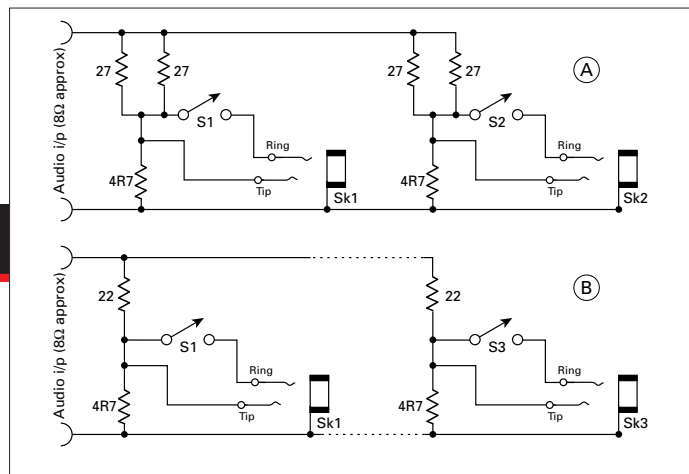 Audio i/p (8Ω approx)
27
27
27
27
A
S1
S2
Ring
Ring
4R7
4R7
Tip
Tip
Sk1
Sk2
Audio i/p (8Ω approx)
22
22
B
S1
S3
Ring
Ring
4R7
4R7
Tip
Tip
Sk1
Sk3